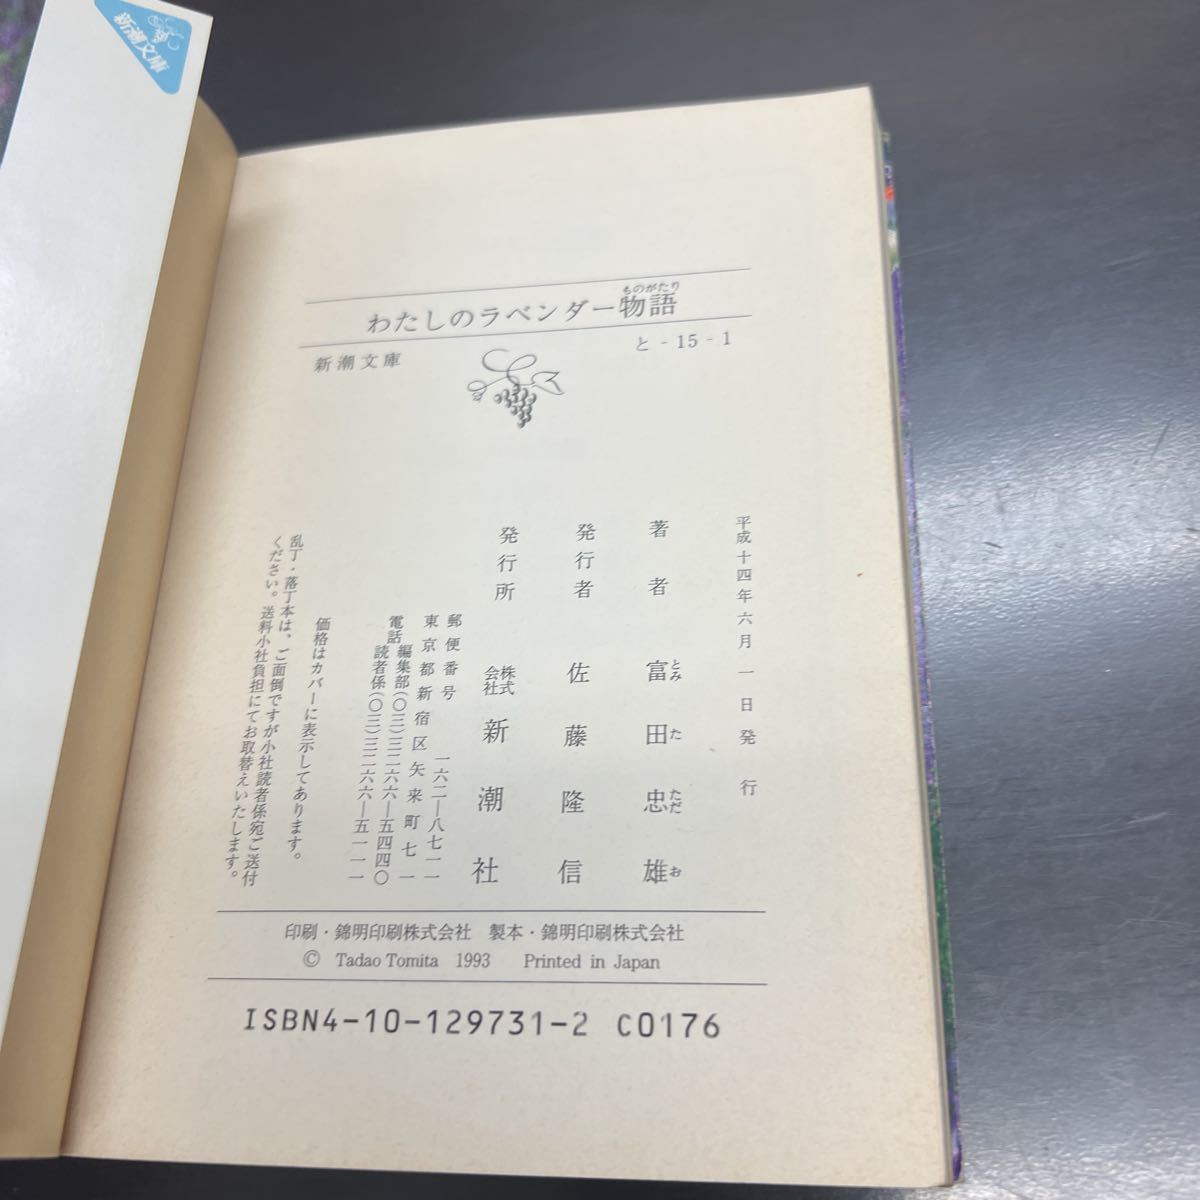 新潮文庫
わたしのラベンダー物語
ものがたり
新潮文庫
と-15-1
平成十四年六月一日発行
著者 富田忠雄
とみ た ただ お
発行者 佐藤隆信
発行所 株式会社 新潮社
郵便番号 一六二―八七一一
東京都新宿区矢来町七一
電話 編集部(〇三)三二六六―五四四〇
読者係(〇三)三二六六―五一一一
価格はカバーに表示してあります。
乱丁・落丁本は、ご面倒ですが小社読者係宛ご送付
ください。送料小社負担にてお取替えいたします。
印刷・錦明印刷株式会社 製本・錦明印刷株式会社
© Tadao Tomita 1993 Printed in Japan
ISBN4-10-129731-2 C0176